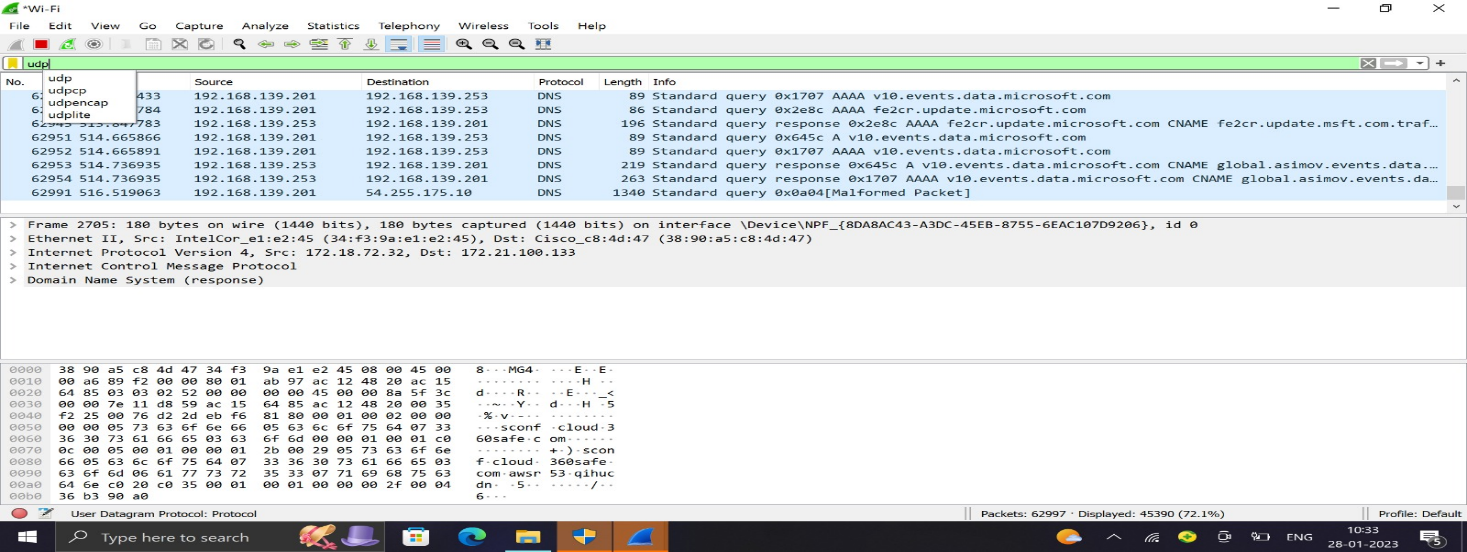 *Wi-Fi
File Edit View Go Capture Analyze Statistics Telephony Wireless Tools Help
udp
udp
udpcp
udpencap
udplite
No. Source Destination Protocol Length Info
433 192.168.139.201 192.168.139.253 DNS 89 Standard query 0x1707 AAAA v10.events.data.microsoft.com
784 192.168.139.201 192.168.139.253 DNS 86 Standard query 0x2e8c AAAA fe2cr.update.microsoft.com
62945 513.847783 192.168.139.253 192.168.139.201 DNS 196 Standard query response 0x2e8c AAAA fe2cr.update.microsoft.com CNAME fe2cr.update.msft.com.traf…
62951 514.665866 192.168.139.201 192.168.139.253 DNS 89 Standard query 0x645c A v10.events.data.microsoft.com
62952 514.665891 192.168.139.201 192.168.139.253 DNS 89 Standard query 0x1707 AAAA v10.events.data.microsoft.com
62953 514.736935 192.168.139.253 192.168.139.201 DNS 219 Standard query response 0x645c A v10.events.data.microsoft.com CNAME global.asimov.events.data.…
62954 514.736935 192.168.139.253 192.168.139.201 DNS 263 Standard query response 0x1707 AAAA v10.events.data.microsoft.com CNAME global.asimov.events.da…
62991 516.519063 192.168.139.201 54.255.175.10 DNS 1340 Standard query 0x0a04[Malformed Packet]
> Frame 2705: 180 bytes on wire (1440 bits), 180 bytes captured (1440 bits) on interface \Device\NPF_{8DA8AC43-A3DC-45EB-8755-6EAC107D9206}, id 0
> Ethernet II, Src: IntelCor_e1:e2:45 (34:f3:9a:e1:e2:45), Dst: Cisco_c8:4d:47 (38:90:a5:c8:4d:47)
> Internet Protocol Version 4, Src: 172.18.72.32, Dst: 172.21.100.133
> Internet Control Message Protocol
> Domain Name System (response)
0000 38 90 a5 c8 4d 47 34 f3 9a e1 e2 45 08 00 45 00 8···MG4· ···E··E·
0010 00 a6 89 f2 00 00 80 01 ab 97 ac 12 48 20 ac 15 ········ ····H ··
0020 64 85 03 03 02 52 00 00 00 00 45 00 00 8a 5f 3c d····R·· ··E···_<
0030 00 00 7e 11 d8 59 ac 15 64 85 ac 12 48 20 00 35 ··~··Y·· d···H ·5
0040 f2 25 00 76 d2 2d eb f6 81 80 00 01 00 02 00 00 ·%·v·-·· ········
0050 00 00 05 73 63 6f 6e 66 05 63 6c 6f 75 64 07 33 ···sconf ·cloud·3
0060 36 30 73 61 66 65 03 63 6f 6d 00 00 01 00 01 c0 60safe·c om······
0070 0c 00 05 00 01 00 00 01 2b 00 29 05 73 63 6f 6e ········ +·)·scon
0080 66 05 63 6c 6f 75 64 07 33 36 30 73 61 66 65 03 f·cloud· 360safe·
0090 63 6f 6d 06 61 77 73 72 35 33 07 71 69 68 75 63 com·awsr 53·qihuc
00a0 64 6e c0 20 c0 35 00 01 00 01 00 00 00 2f 00 04 dn· ·5·· ·····/··
00b0 36 b3 90 a0 6···
User Datagram Protocol: Protocol Packets: 62997 · Displayed: 45390 (72.1%) Profile: Default
Type here to search ENG 10:33
28-01-2023 5